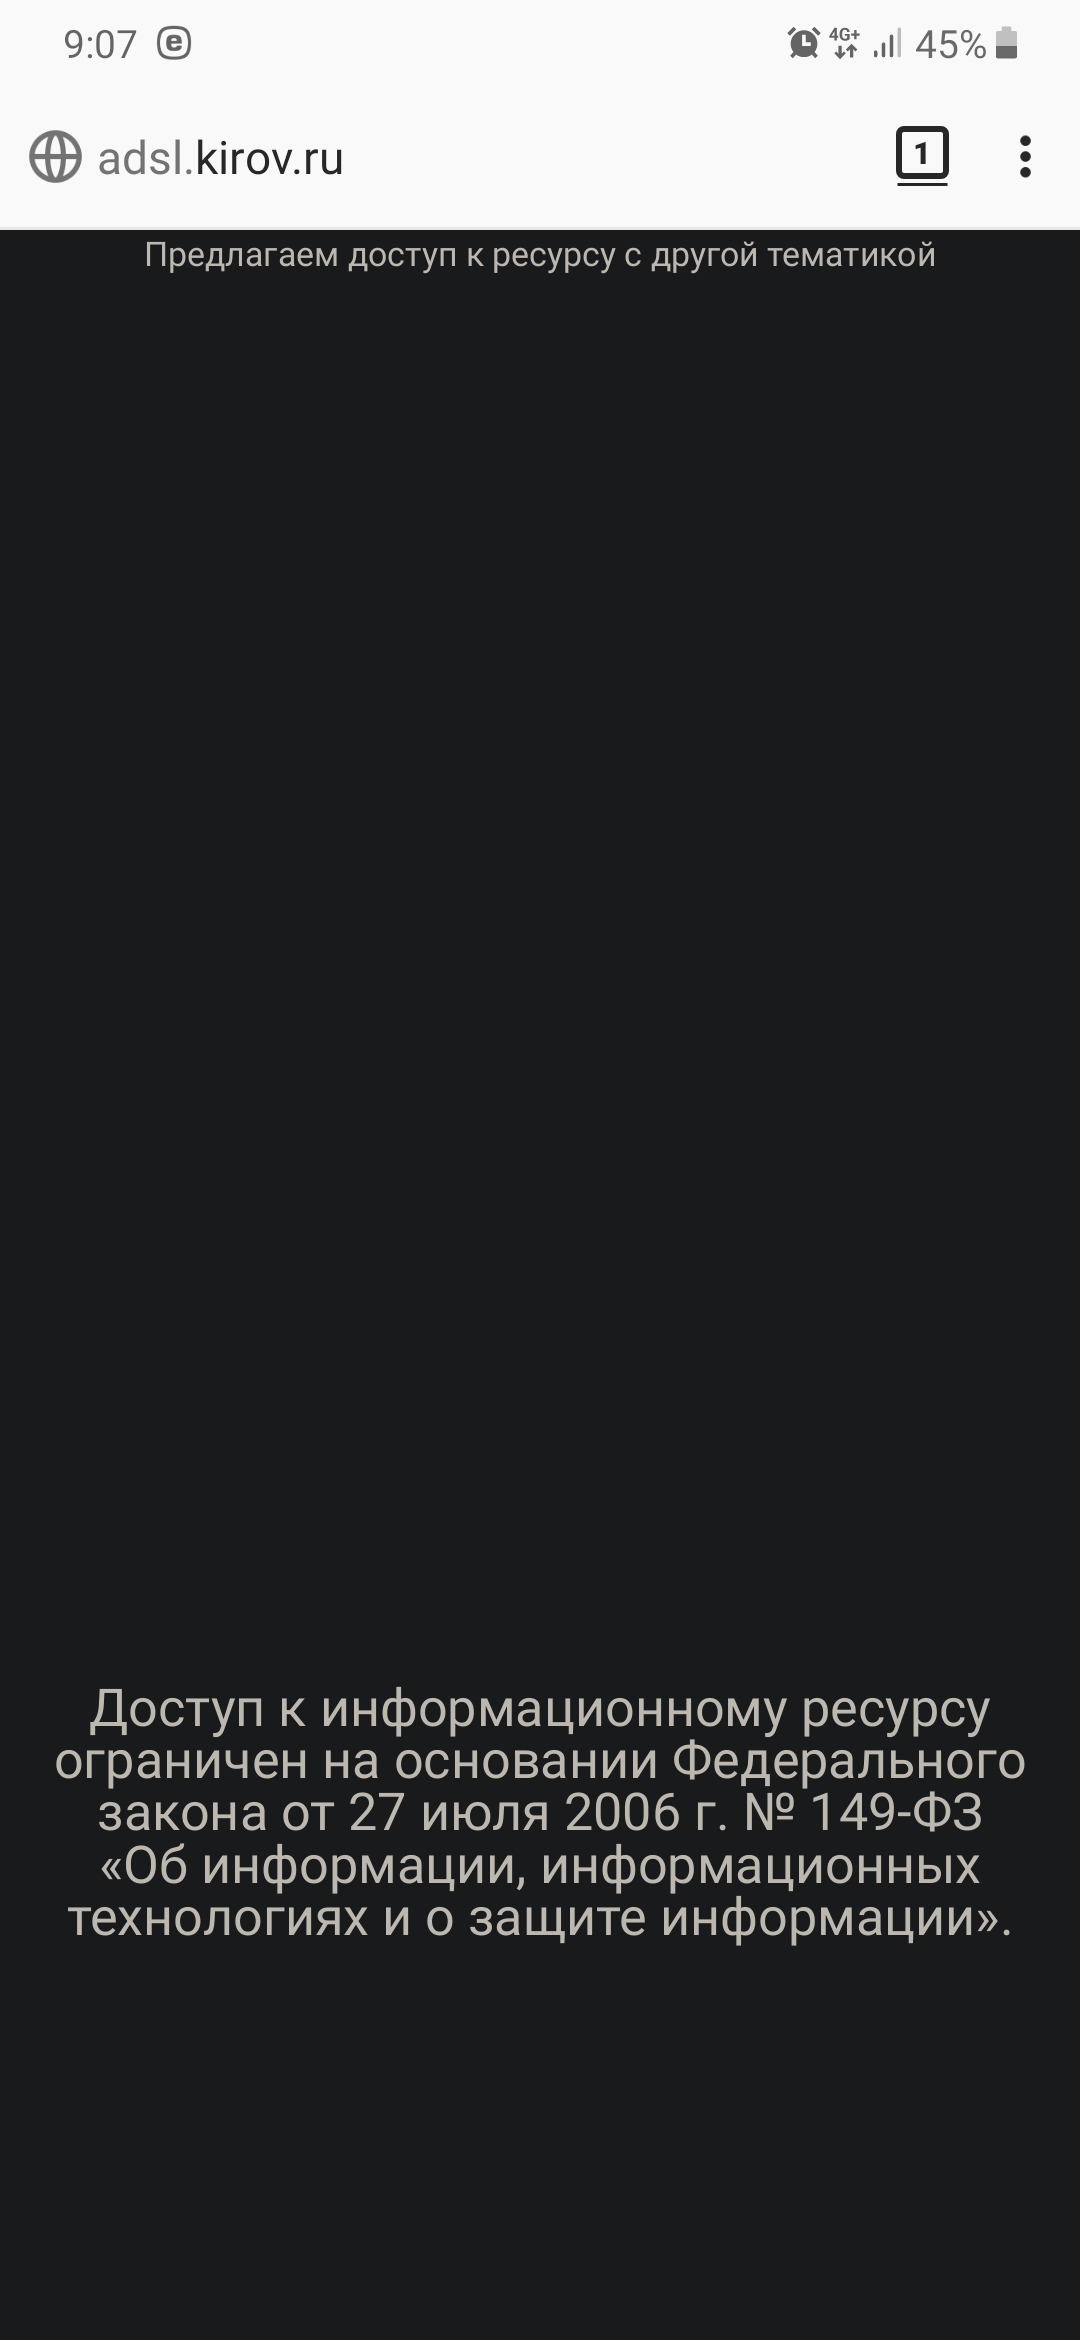 9:07
4G+
45%
adsl.kirov.ru
1
Предлагаем доступ к ресурсу с другой тематикой
Доступ к информационному ресурсу
ограничен на основании Федерального
закона от 27 июля 2006 г. № 149-ФЗ
«Об информации, информационных
технологиях и о защите информации».